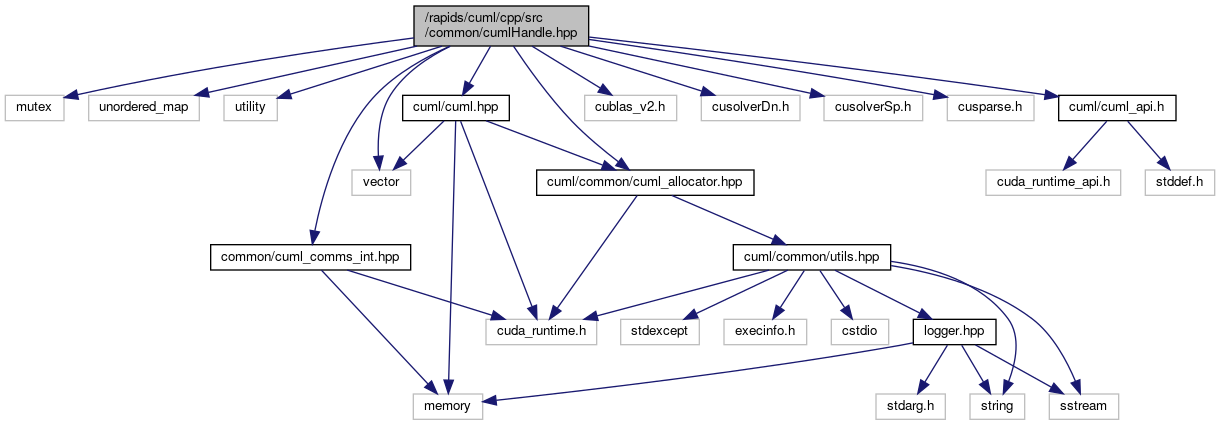 /rapids/cuml/cpp/src
/common/cumlHandle.hpp
mutex
unordered_map
utility
cuml/cuml.hpp
cublas_v2.h
cusolverDn.h
cusolverSp.h
cusparse.h
cuml/cuml_api.h
vector
cuml/common/cuml_allocator.hpp
cuda_runtime_api.h
stddef.h
common/cuml_comms_int.hpp
cuml/common/utils.hpp
cuda_runtime.h
stdexcept
execinfo.h
cstdio
logger.hpp
memory
stdarg.h
string
sstream